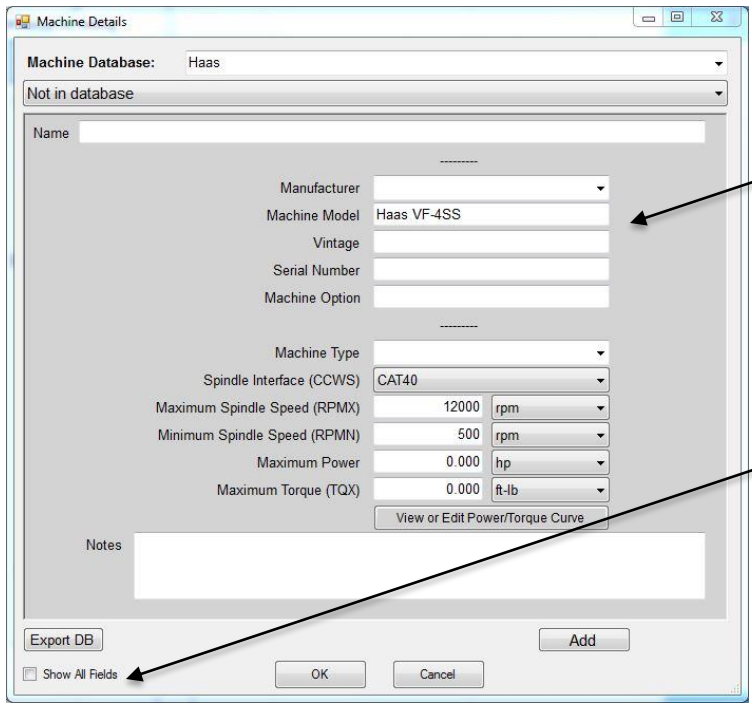 Machine Details
Machine Database: Haas
Not in database
Name
---------
Manufacturer
Machine Model Haas VF-4SS
Vintage
Serial Number
Machine Option
---------
Machine Type
Spindle Interface (CCWS) CAT40
Maximum Spindle Speed (RPMX) 12000 rpm
Minimum Spindle Speed (RPMN) 500 rpm
Maximum Power 0.000 hp
Maximum Torque (TQX) 0.000 ft-lb
View or Edit Power/Torque Curve
Notes
Export DB Add
Show All Fields OK Cancel